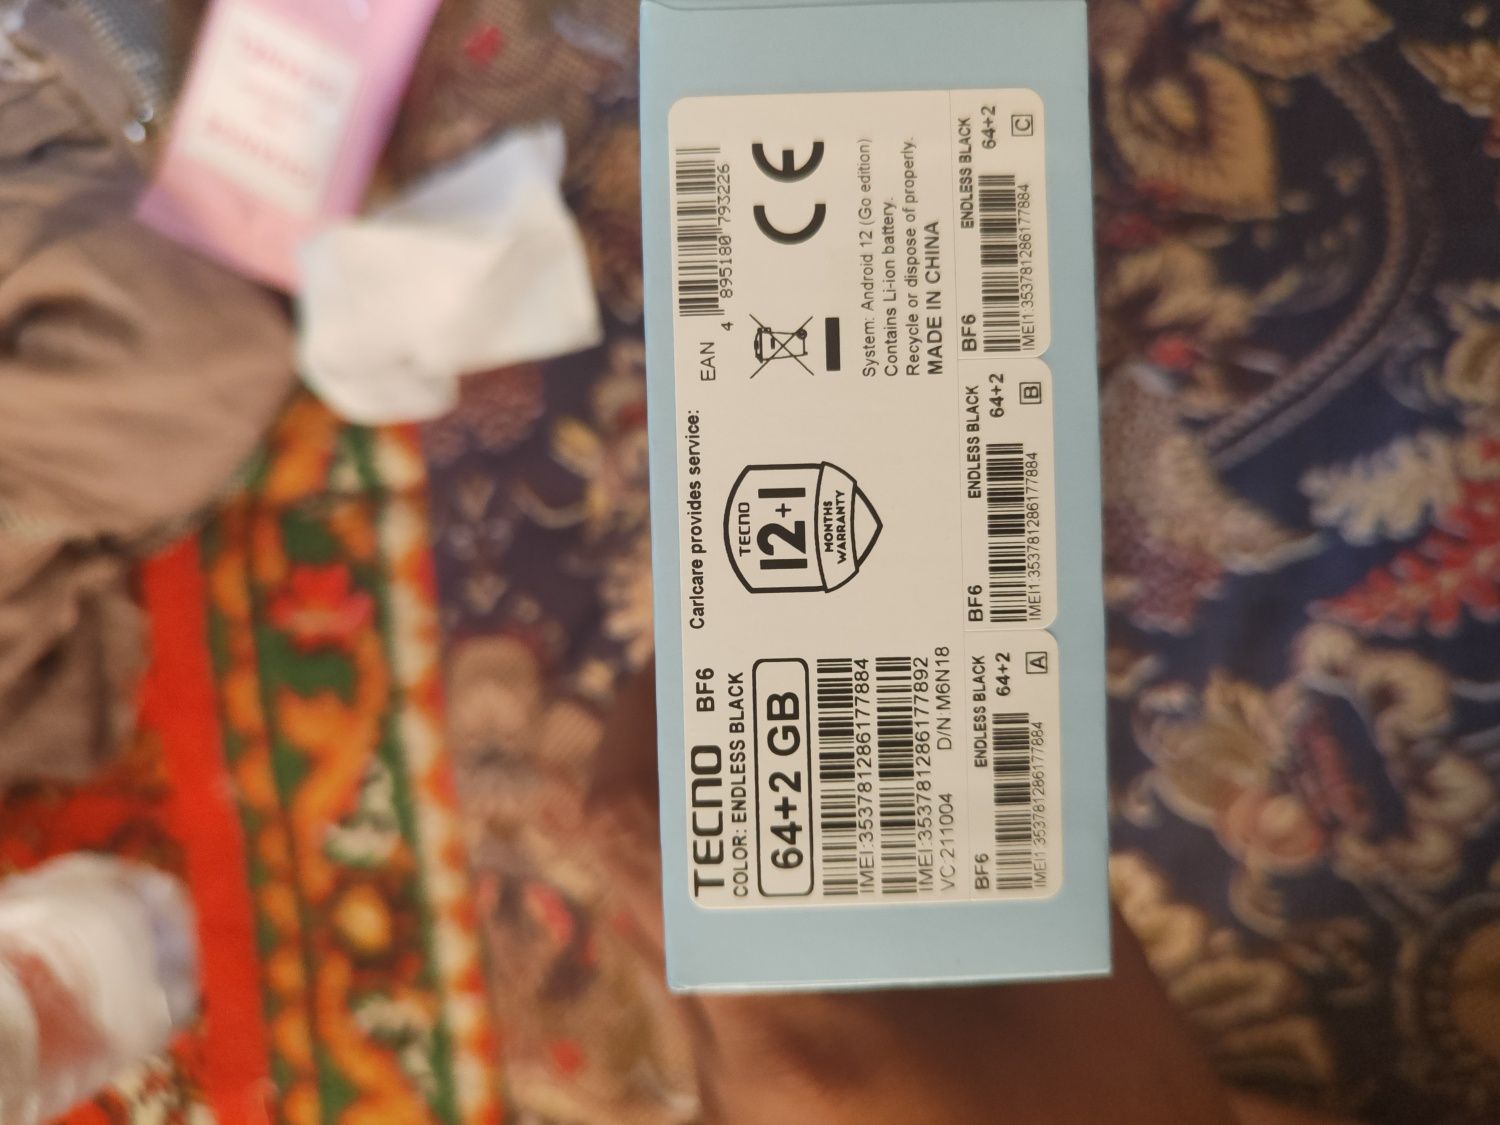 TECNO BF6
COLOR: ENDLESS BLACK
64+2 GB
IMEI:353781286177884
IMEI:353781286177892
VC:211004 D/N:M6N18
Carlcare provides service:
TECNO
12+1
MONTHS
WARRANTY
EAN
4 895180 793226
CE
System: Android 12 (Go edition)
Contains Li-ion battery.
Recycle or dispose of properly.
MADE IN CHINA
BF6 ENDLESS BLACK
64+2
IMEI1:353781286177884 A
BF6 ENDLESS BLACK
64+2
IMEI1:353781286177884 B
BF6 ENDLESS BLACK
64+2
IMEI1:353781286177884 C